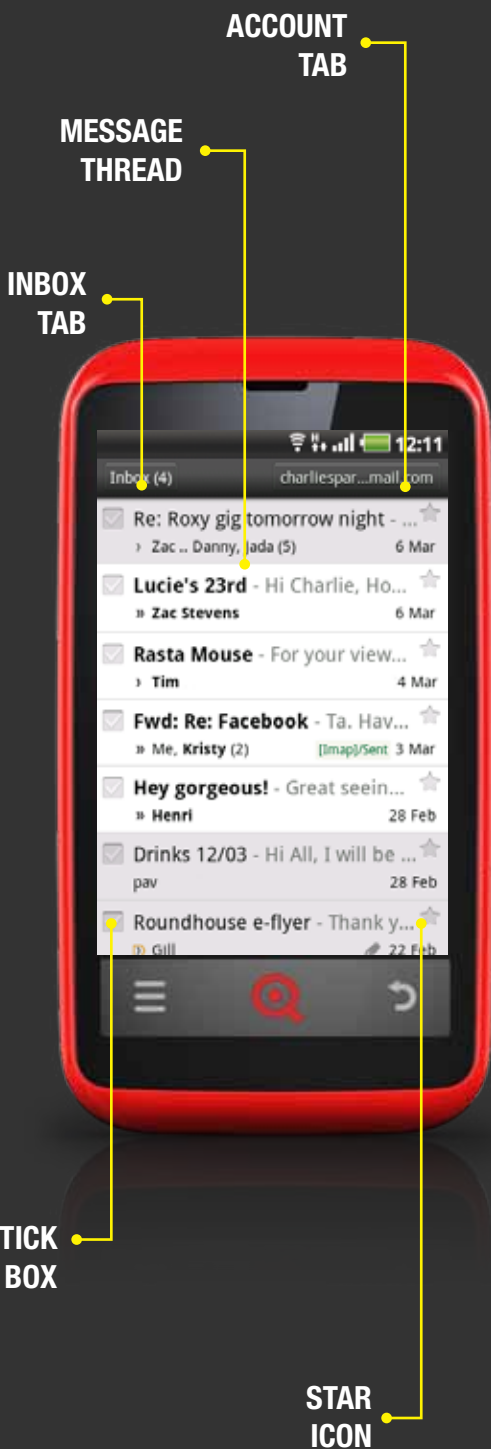 ACCOUNT
TAB
MESSAGE
THREAD
INBOX
TAB
12:11
Inbox (4) charliespar...mail.com
Re: Roxy gig tomorrow night - ...
› Zac .. Danny, Jada (5) 6 Mar
Lucie's 23rd - Hi Charlie, Ho...
» Zac Stevens 6 Mar
Rasta Mouse - For your view...
› Tim 4 Mar
Fwd: Re: Facebook - Ta. Hav...
» Me, Kristy (2) [Imap]/Sent 3 Mar
Hey gorgeous! - Great seein...
» Henri 28 Feb
Drinks 12/03 - Hi All, I will be ...
pav 28 Feb
Roundhouse e-flyer - Thank y...
» Gill 22 Feb
TICK
BOX
STAR
ICON